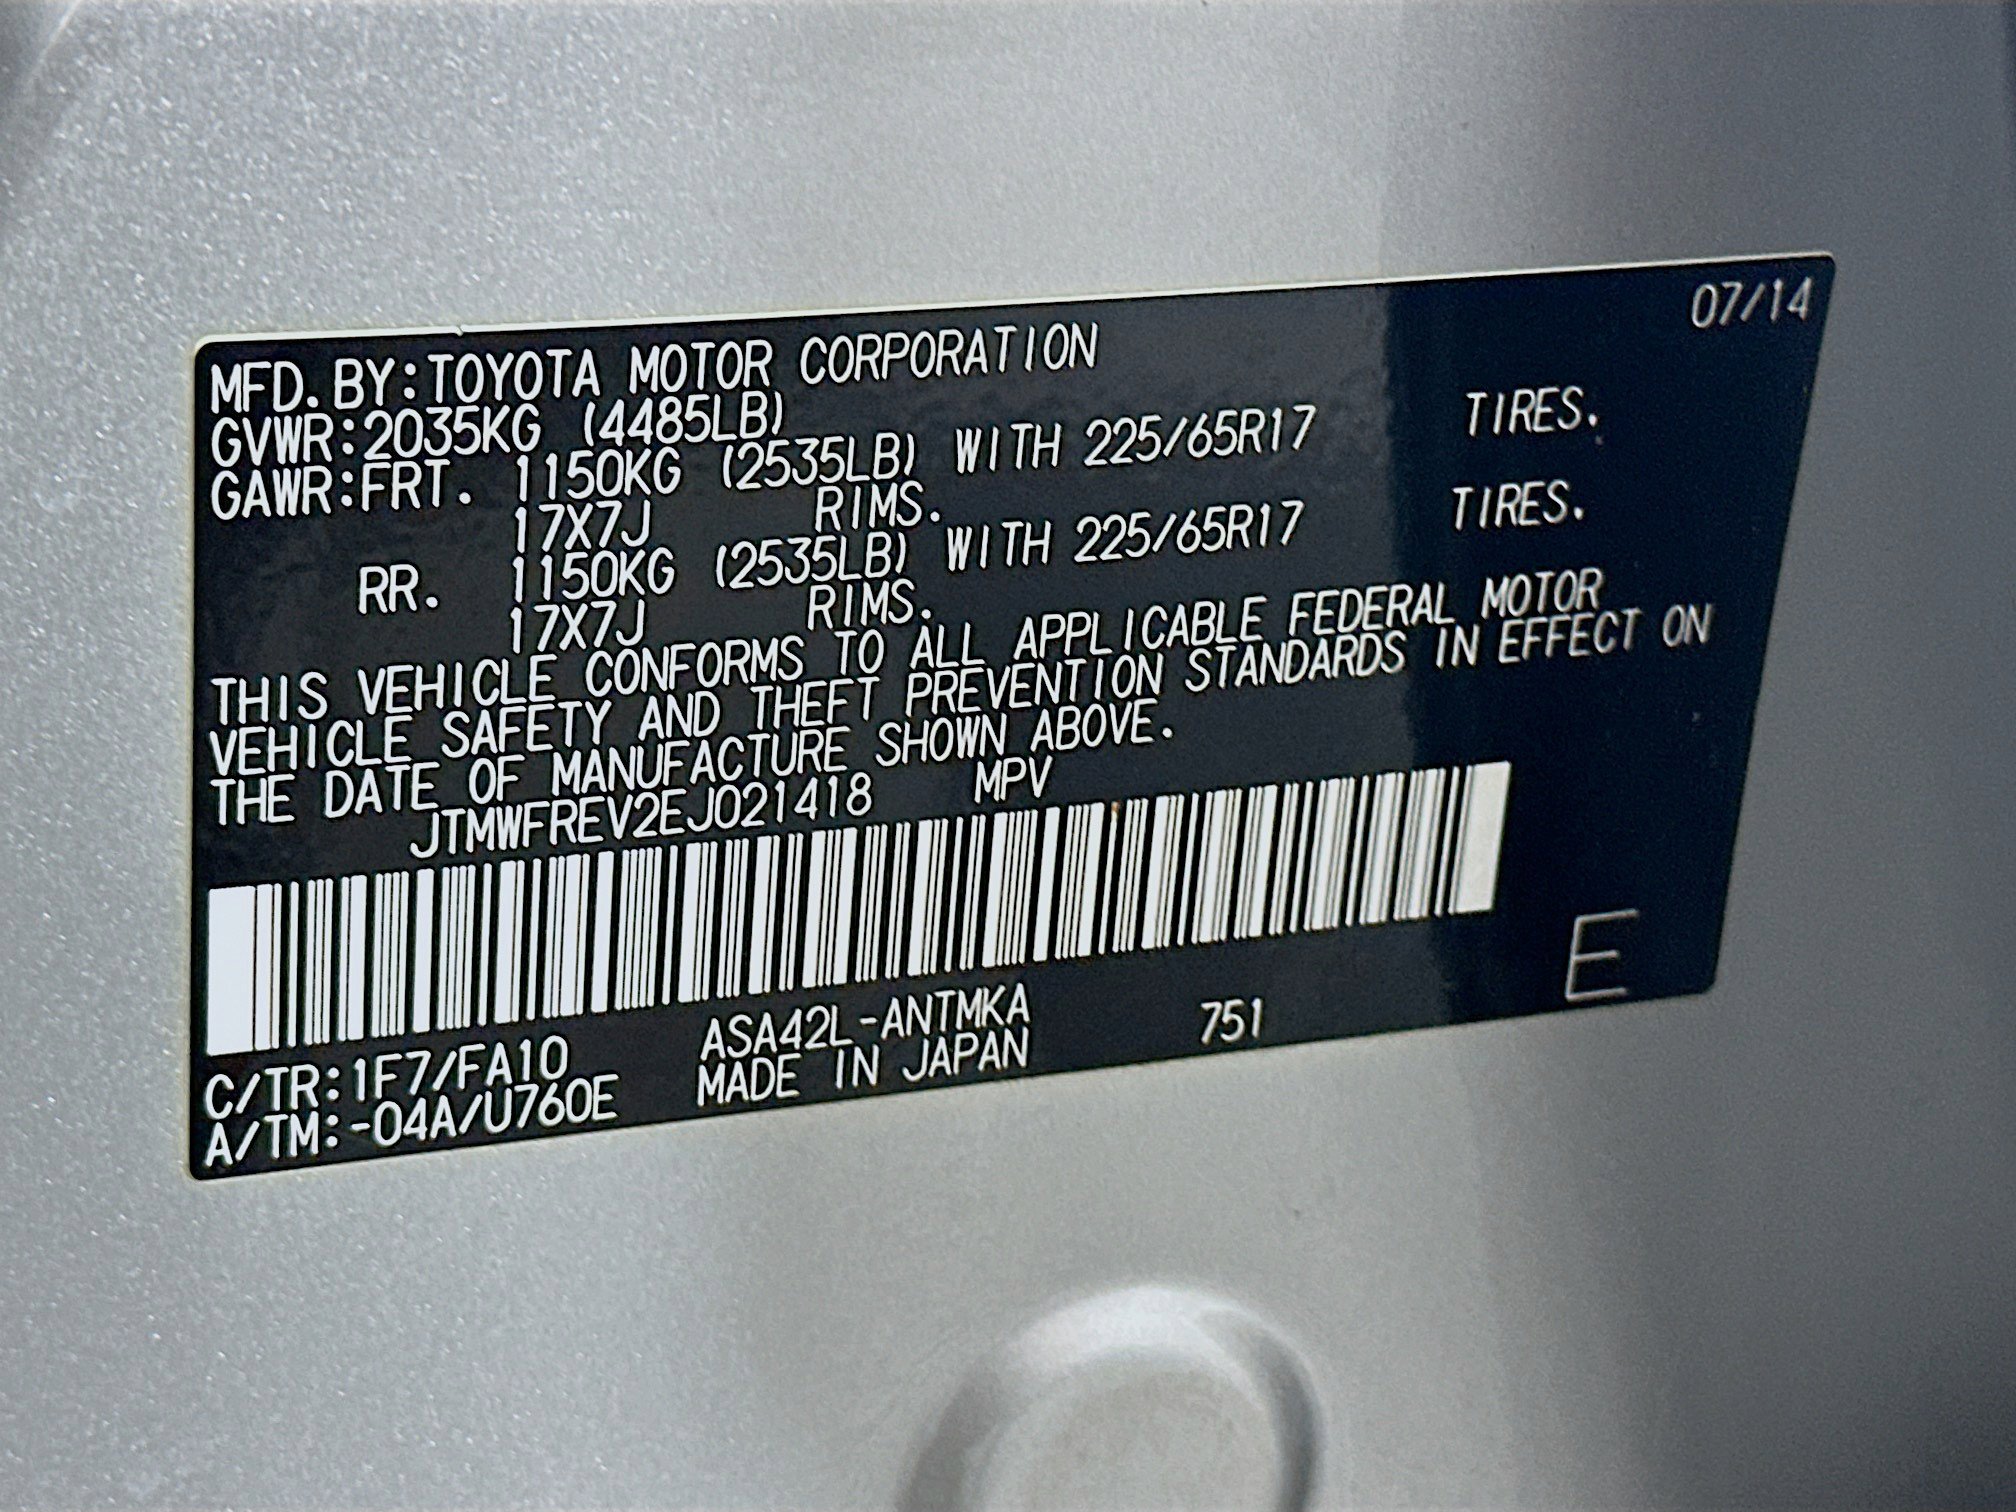 07/14
MFD. BY:TOYOTA MOTOR CORPORATION
GVWR:2035KG (4485LB)
GAWR:FRT. 1150KG (2535LB) WITH 225/65R17 TIRES.
17X7J RIMS.
RR. 1150KG (2535LB) WITH 225/65R17 TIRES.
17X7J RIMS.
THIS VEHICLE CONFORMS TO ALL APPLICABLE FEDERAL MOTOR
VEHICLE SAFETY AND THEFT PREVENTION STANDARDS IN EFFECT ON
THE DATE OF MANUFACTURE SHOWN ABOVE.
JTMWFREV2EJ021418 MPV
E
C/TR:1F7/FA10 ASA42L-ANTMKA 751
A/TM:-04A/U760E MADE IN JAPAN